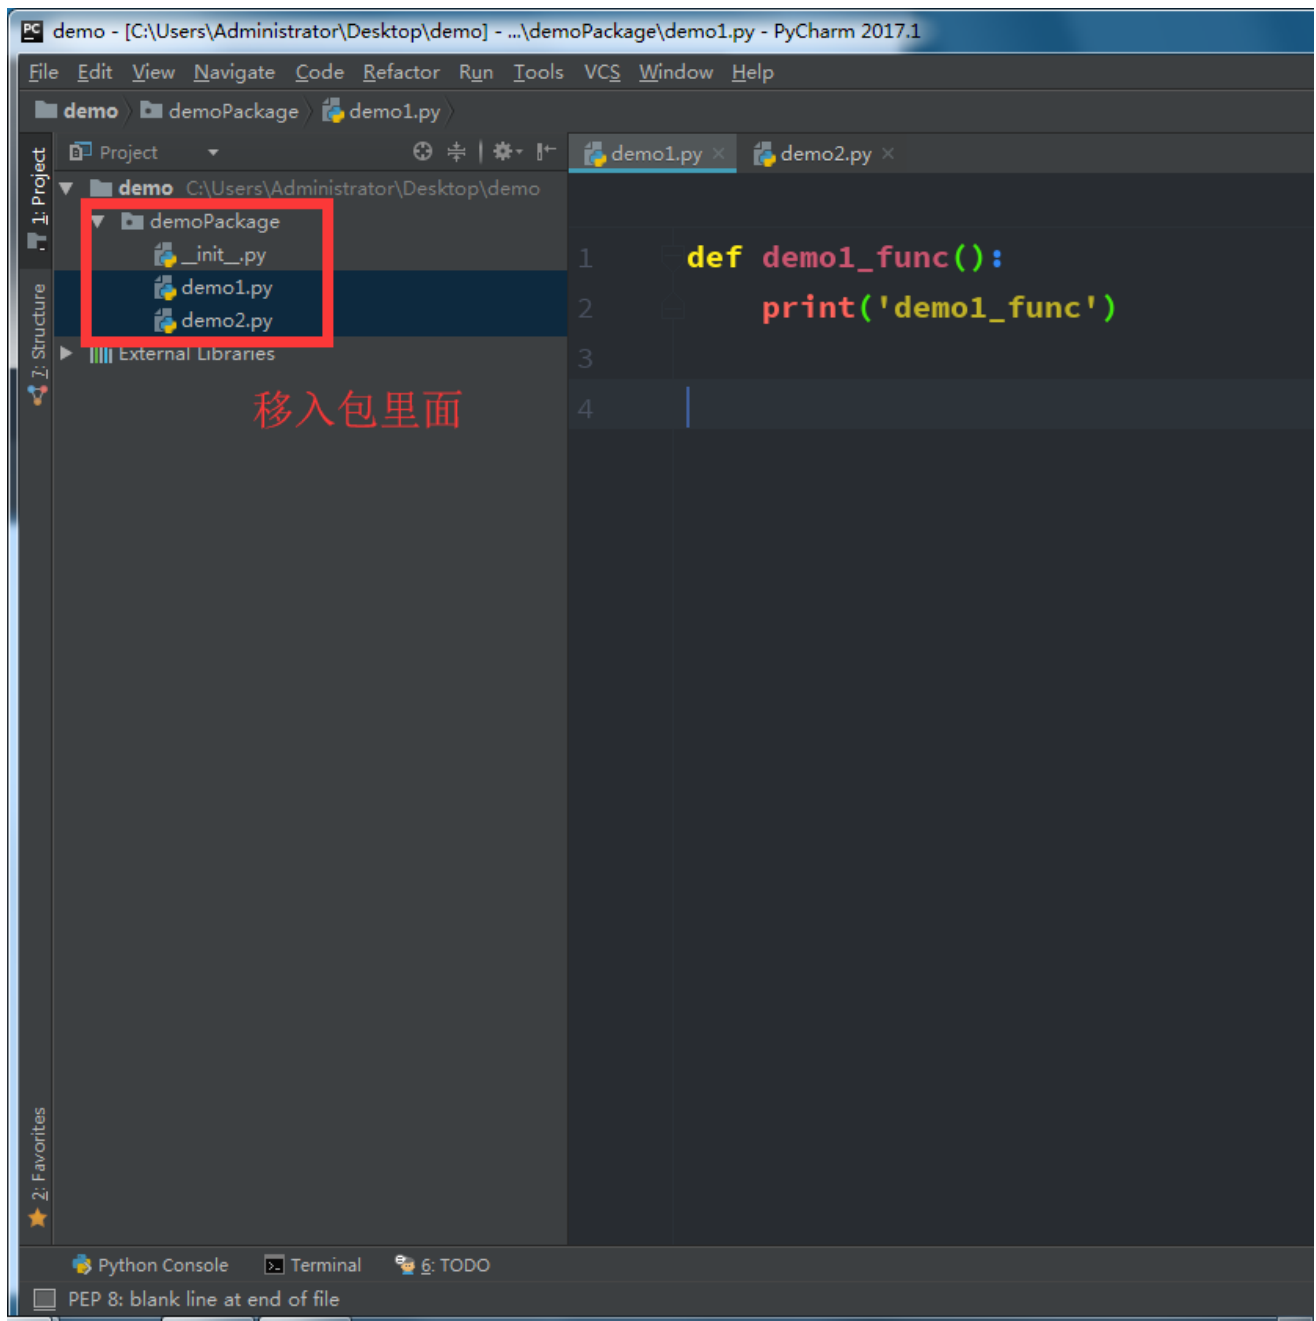 demo - [C:\Users\Administrator\Desktop\demo] - ...\demoPackage\demo1.py - PyCharm 2017.1
File Edit View Navigate Code Refactor Run Tools VCS Window Help
demo demoPackage demo1.py
1: Project
7: Structure
2: Favorites
Project
demo C:\Users\Administrator\Desktop\demo
demoPackage
__init__.py
demo1.py
demo2.py
External Libraries
移入包里面
demo1.py demo2.py
1 def demo1_func():
2 print('demo1_func')
3
4
Python Console Terminal 6: TODO
PEP 8: blank line at end of file